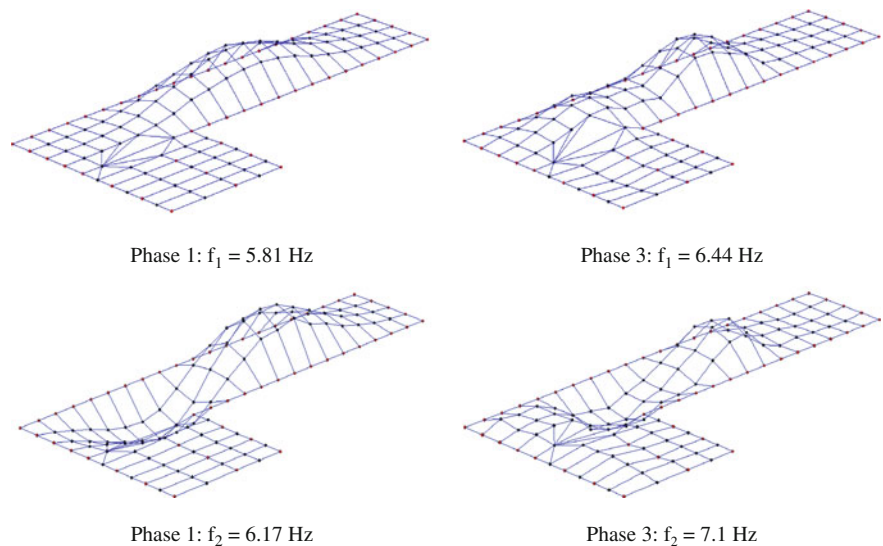 Phase 1: f1 = 5.81 Hz
Phase 3: f1 = 6.44 Hz
Phase 1: f2 = 6.17 Hz
Phase 3: f2 = 7.1 Hz